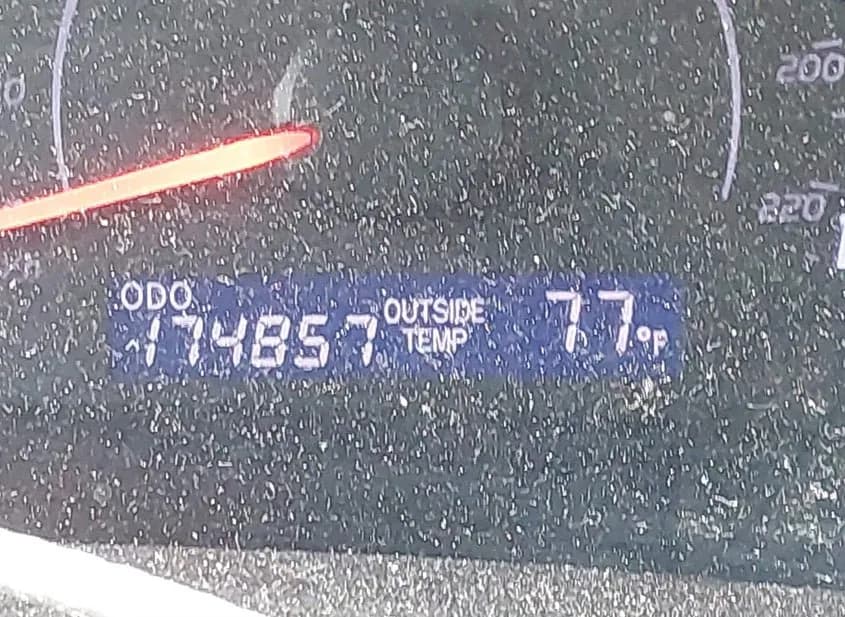 200
220
ODO
174857
OUTSIDE
TEMP
77°F